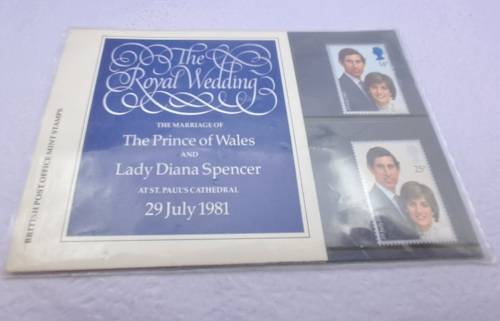 The
Royal Wedding
THE MARRIAGE OF
The Prince of Wales
AND
Lady Diana Spencer
AT ST. PAUL'S CATHEDRAL
29 July 1981
BRITISH POST OFFICE MINT STAMPS